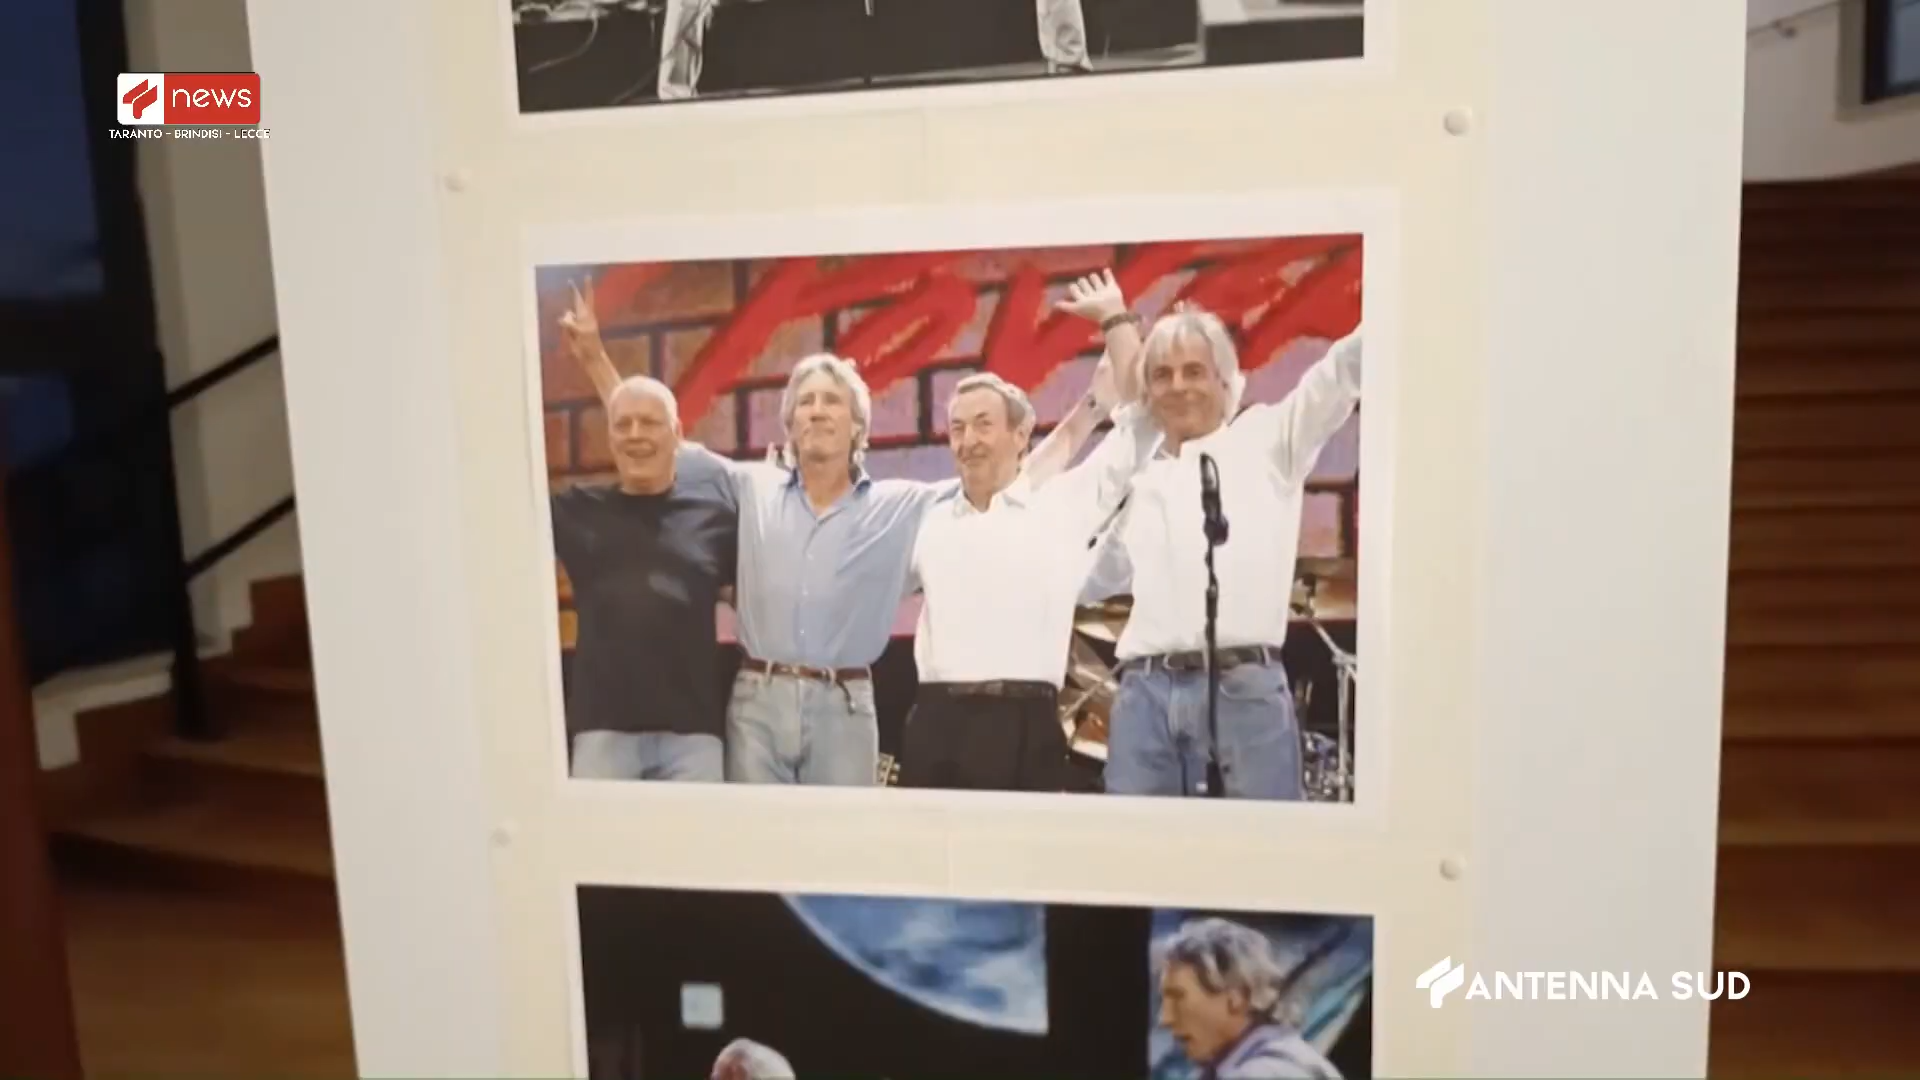 news
TARANTO - BRINDISI - LECCE
ANTENNA SUD